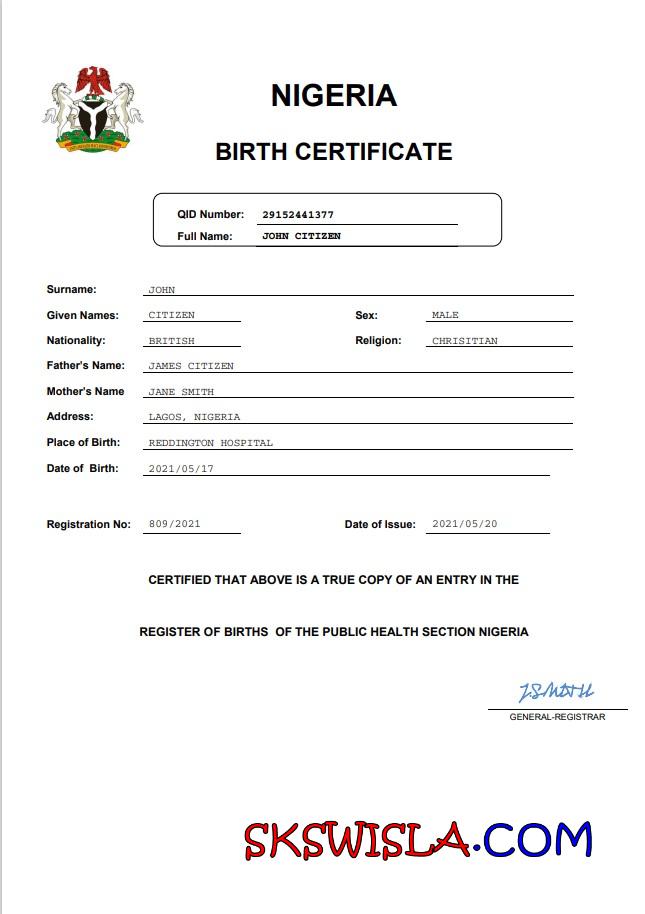 NIGERIA
BIRTH CERTIFICATE
QID Number: 29152441377
Full Name: JOHN CITIZEN
Surname: JOHN
Given Names: CITIZEN Sex: MALE
Nationality: BRITISH Religion: CHRISITIAN
Father's Name: JAMES CITIZEN
Mother's Name JANE SMITH
Address: LAGOS, NIGERIA
Place of Birth: REDDINGTON HOSPITAL
Date of Birth: 2021/05/17
Registration No: 809/2021 Date of Issue: 2021/05/20
CERTIFIED THAT ABOVE IS A TRUE COPY OF AN ENTRY IN THE
REGISTER OF BIRTHS OF THE PUBLIC HEALTH SECTION NIGERIA
J.SMITH
GENERAL-REGISTRAR
SKSWISLA.COM